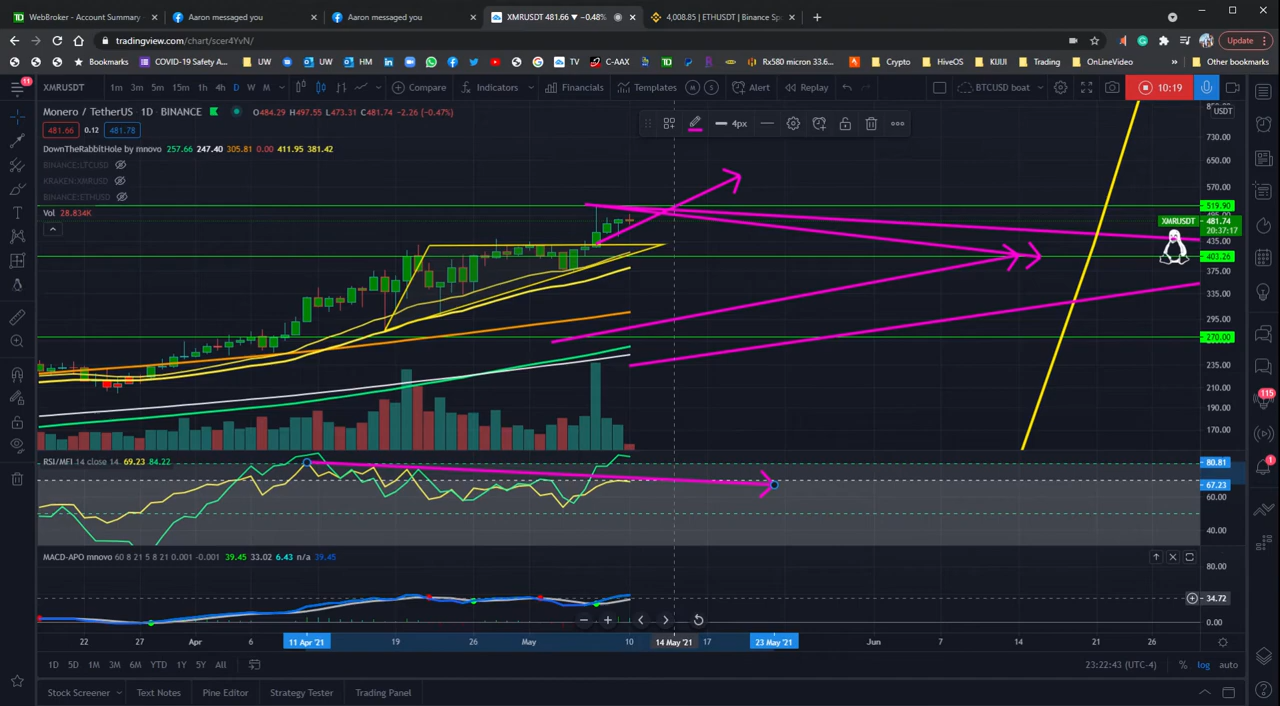 WebBroker - Account Summary
Aaron messaged you
Aaron messaged you
XMRUSDT 481.66 ▼ −0.48%
4,008.85 | ETHUSDT | Binance Sp
tradingview.com/chart/scer4YvN/
Update
Bookmarks
COVID-19 Safety A...
UW
UW
HM
TV
C-AAX
Rx580 micron 33.6...
Crypto
HiveOS
KIJIJI
Trading
OnLineVideo
»
Other bookmarks
11
XMRUSDT
1m 3m 5m 15m 1h 4h D W M
Compare
Indicators
Financials
Templates
M
S
Alert
Replay
BTCUSD boat
10:19
Monero / TetherUS · 1D · BINANCE
O484.29 H497.55 L473.31 C481.74 −2.26 (−0.47%)
481.66 0.12 481.78
4px
DownTheRabbitHole by mnovo 257.66 247.40 305.81 0.00 411.95 381.42
BINANCE:LTCUSD
KRAKEN:XMRUSD
BINANCE:ETHUSD
Vol 28.834K
USDT
730.00
650.00
570.00
519.90
XMRUSDT 481.74
20:37:17
435.00
403.26
375.00
335.00
295.00
270.00
235.00
210.00
190.00
170.00
115
1
RSI/MFI 14 close 14 69.23 84.22
80.81
67.23
60.00
40.00
MACD-APO mnovo 60 8 21 5 8 21 0.001 -0.001 39.45 33.02 6.43 n/a 39.45
80.00
34.72
0.00
22 27 Apr 6 11 Apr '21 19 26 May 10 14 May '21 17 23 May '21 Jun 7 14 21 26
1D 5D 1M 3M 6M YTD 1Y 5Y All
23:22:43 (UTC-4) % log auto
Stock Screener
Text Notes
Pine Editor
Strategy Tester
Trading Panel